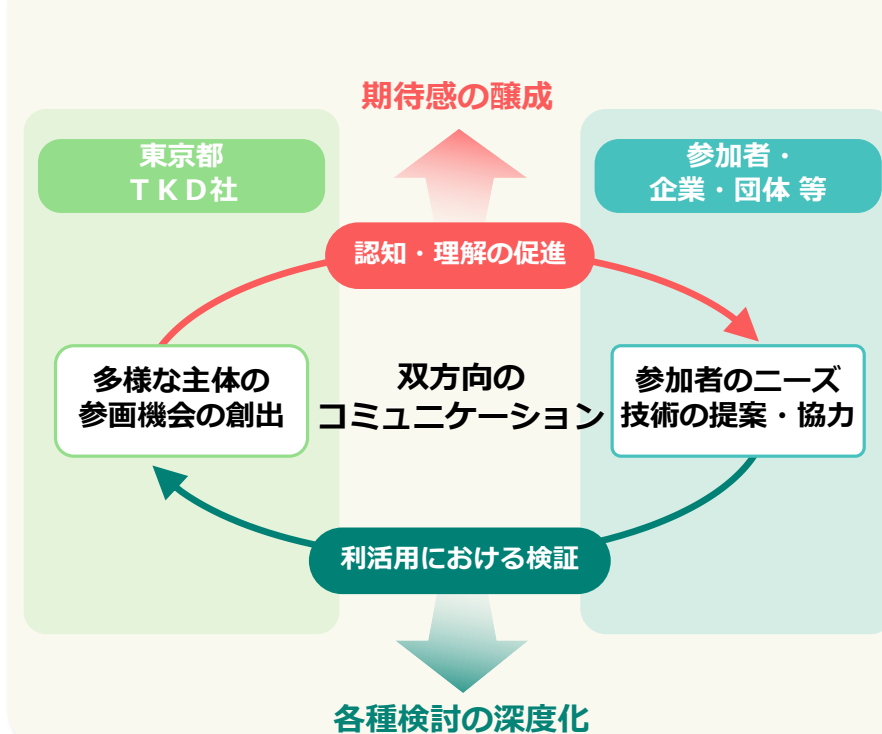 期待感の醸成
東京都
ＴＫＤ社
参加者・
企業・団体 等
認知・理解の促進
多様な主体の
参画機会の創出
双方向の
コミュニケーション
参加者のニーズ
技術の提案・協力
利活用における検証
各種検討の深度化